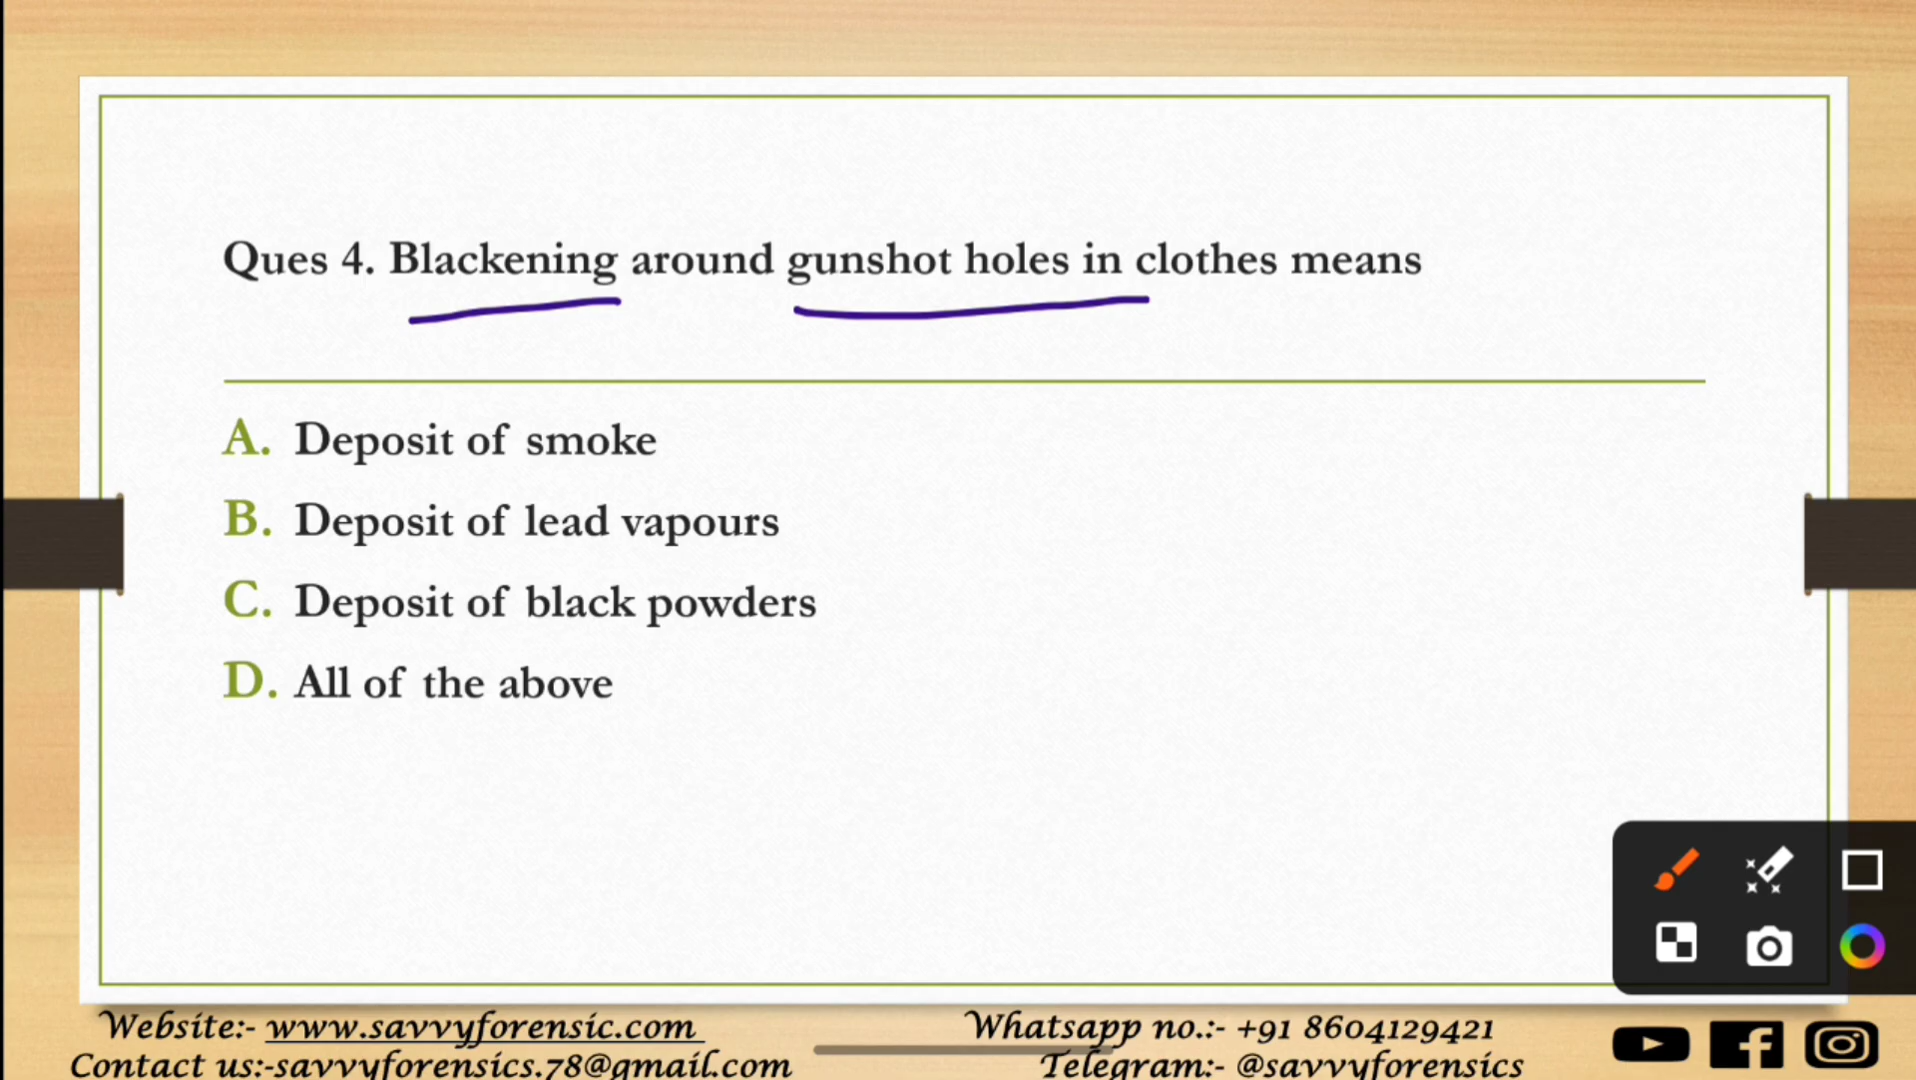 Ques 4. Blackening around gunshot holes in clothes means
A. Deposit of smoke
B. Deposit of lead vapours
C. Deposit of black powders
D. All of the above
Website:- www.savvyforensic.com
Whatsapp no.:- +91 8604129421
Contact us:-savvyforensics.78@gmail.com
Telegram:- @savvyforensics